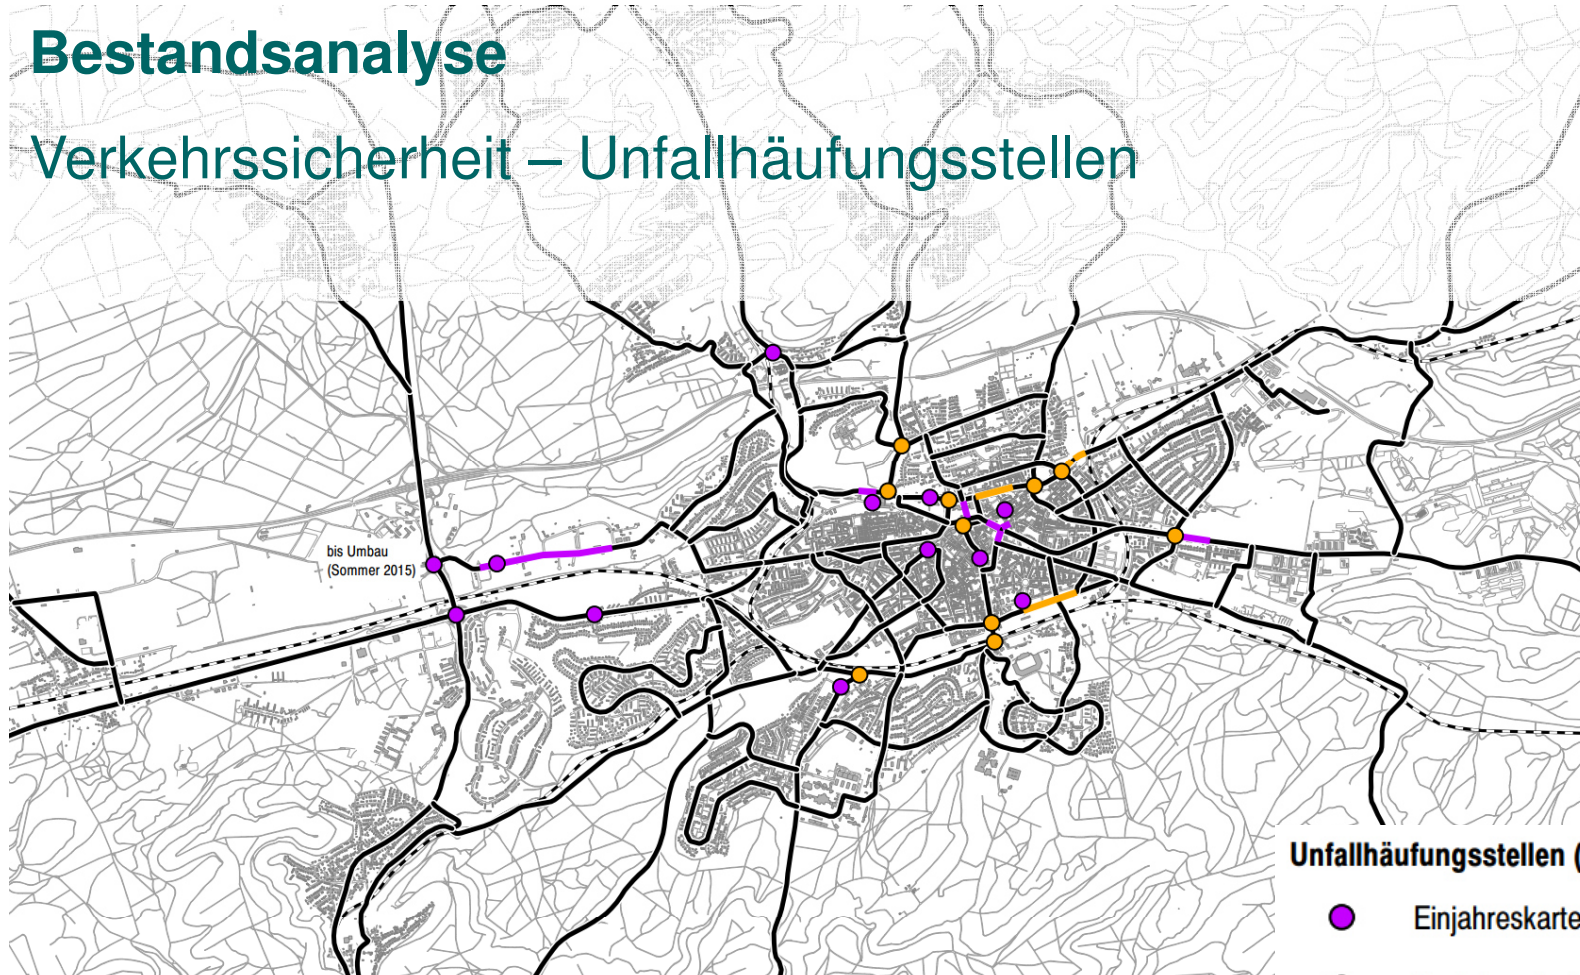 Bestandsanalyse
Verkehrssicherheit – Unfallhäufungsstellen
bis Umbau
(Sommer 2015)
Unfallhäufungsstellen (
Einjahreskarte